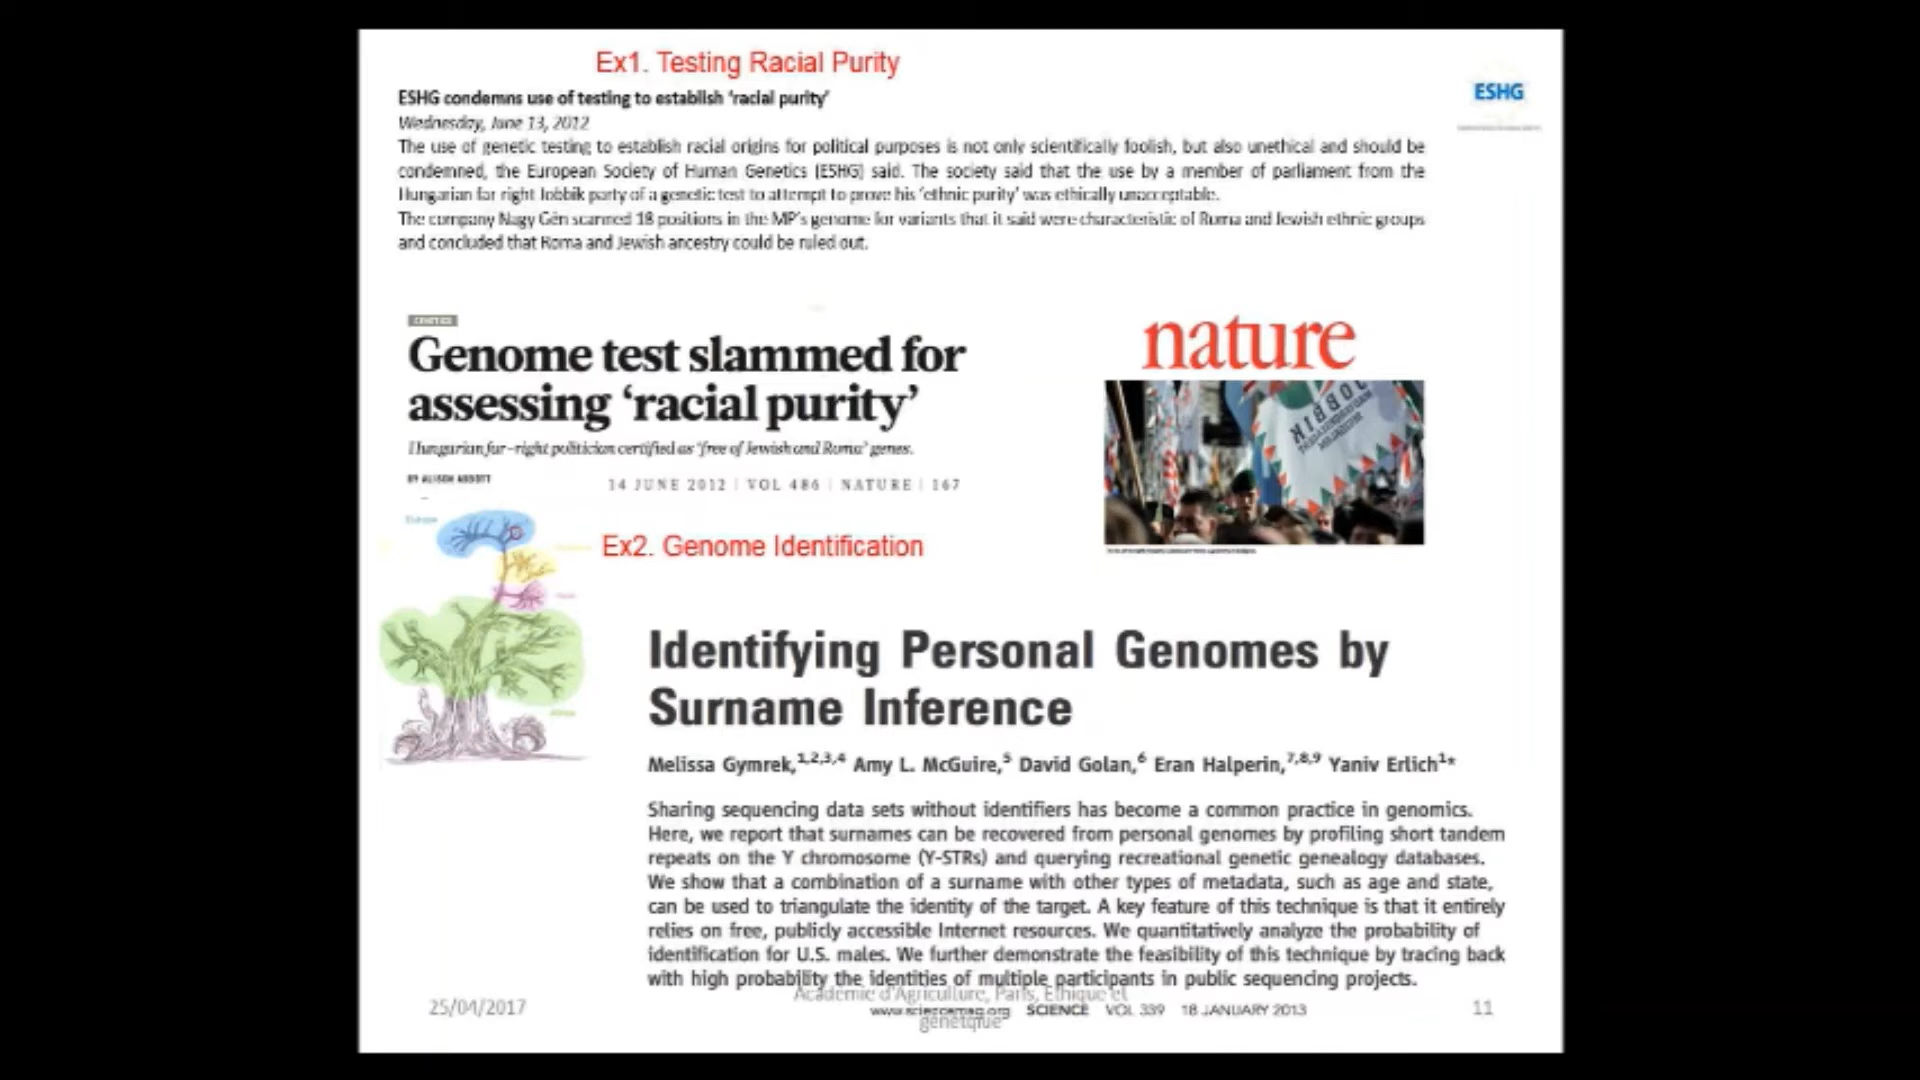 Ex1. Testing Racial Purity
ESHG condemns use of testing to establish 'racial purity'
ESHG
Wednesday, June 13, 2012
The use of genetic testing to establish racial origins for political purposes is not only scientifically foolish, but also unethical and should be
condemned, the European Society of Human Genetics (ESHG) said. The society said that the use by a member of parliament from the
Hungarian far right Jobbik party of a genetic test to attempt to prove his 'ethnic purity' was ethically unacceptable.
The company Nagy Gén scanned 18 positions in the MP's genome for variants that it said were characteristic of Roma and Jewish ethnic groups
and concluded that Roma and Jewish ancestry could be ruled out.
GENETICS
Genome test slammed for
assessing 'racial purity'
Hungarian far-right politician certified as 'free of Jewish and Roma' genes.
BY ALISON ABBOTT
14 JUNE 2012 | VOL 486 | NATURE | 167
nature
JOBBIK
Europe
Ex2. Genome Identification
Identifying Personal Genomes by
Surname Inference
Melissa Gymrek,1,2,3,4 Amy L. McGuire,5 David Golan,6 Eran Halperin,7,8,9 Yaniv Erlich1*
Sharing sequencing data sets without identifiers has become a common practice in genomics.
Here, we report that surnames can be recovered from personal genomes by profiling short tandem
repeats on the Y chromosome (Y-STRs) and querying recreational genetic genealogy databases.
We show that a combination of a surname with other types of metadata, such as age and state,
can be used to triangulate the identity of the target. A key feature of this technique is that it entirely
relies on free, publicly accessible Internet resources. We quantitatively analyze the probability of
identification for U.S. males. We further demonstrate the feasibility of this technique by tracing back
with high probability the identities of multiple participants in public sequencing projects.
25/04/2017
Académie d'Agriculture, Paris, Ethique et
génétique
www.sciencemag.org SCIENCE VOL 339 18 JANUARY 2013
11